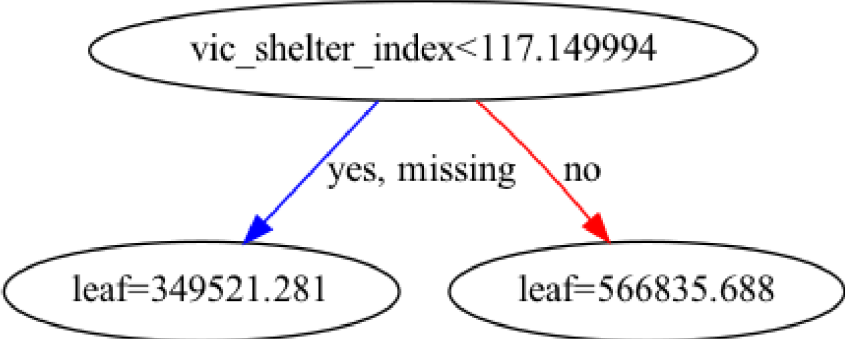 vic_shelter_index<117.149994
yes, missing
no
leaf=349521.281
leaf=566835.688